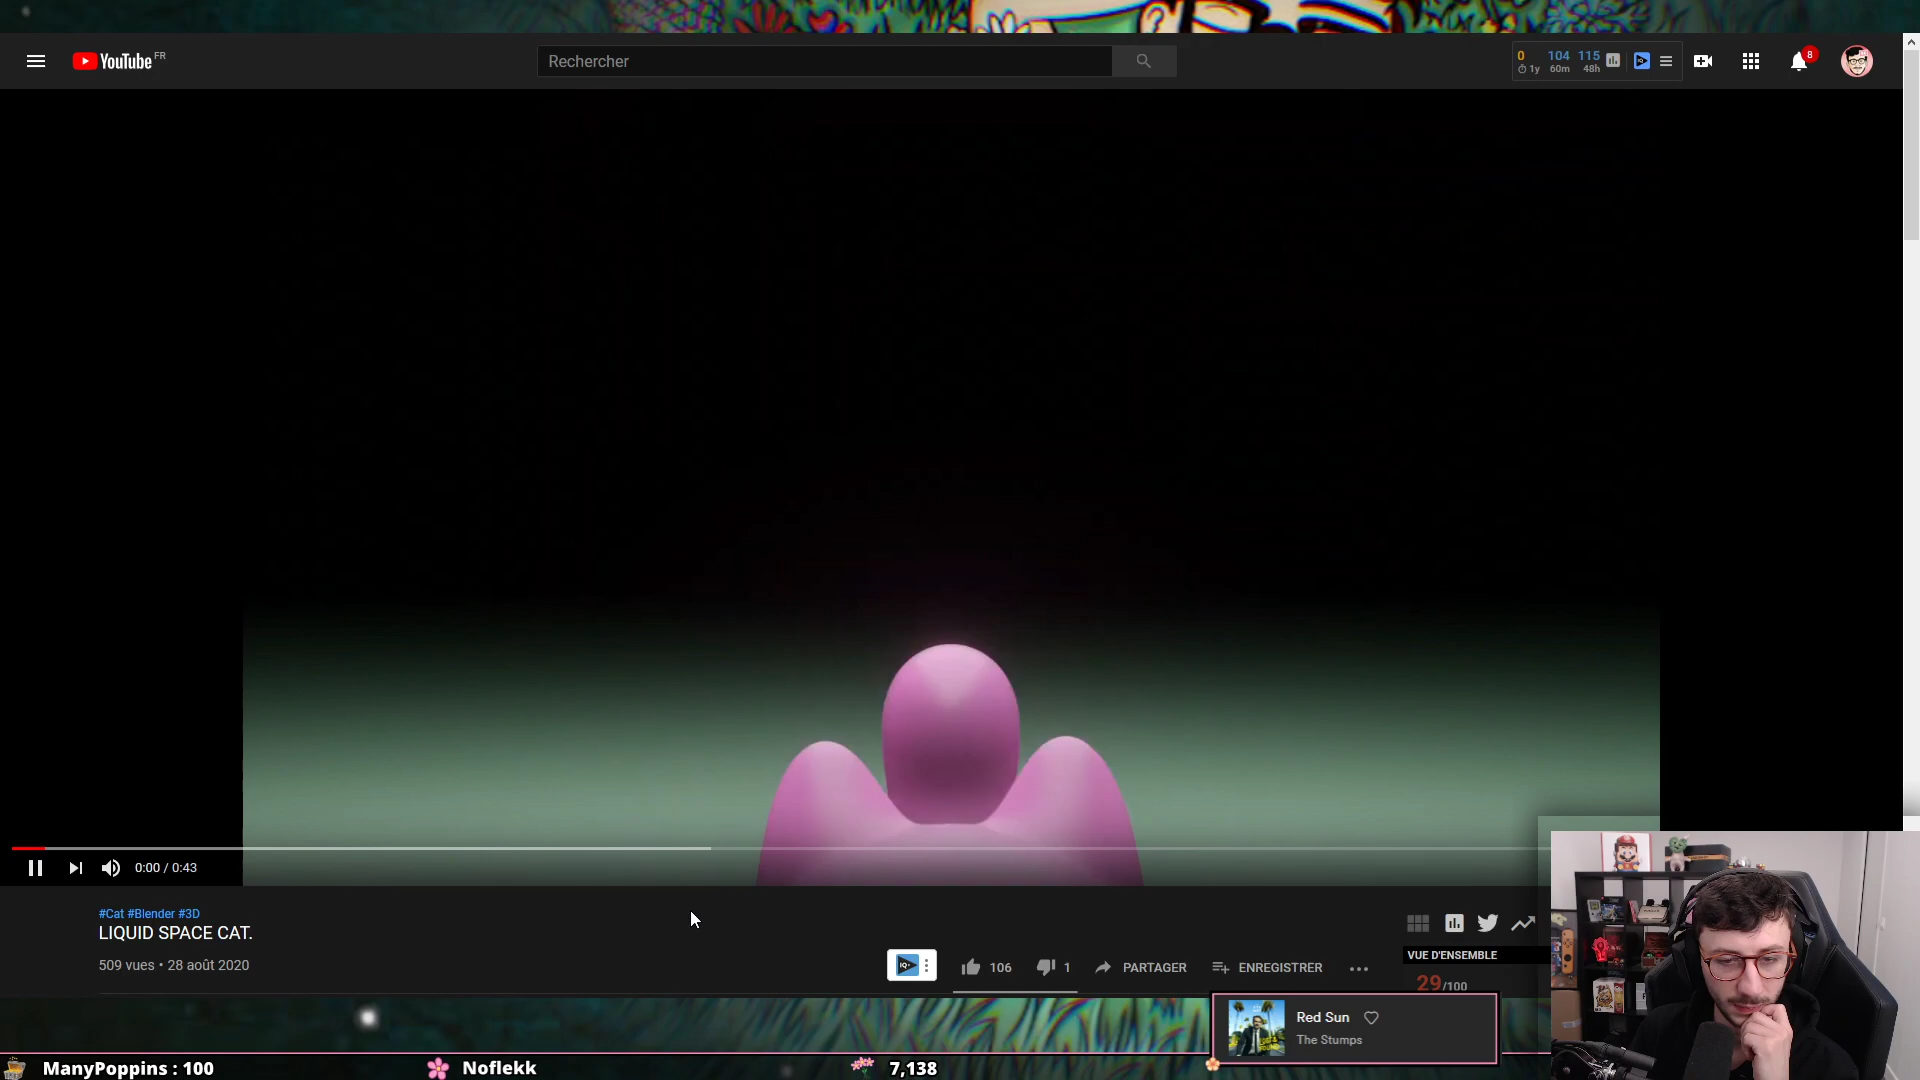 YouTube FR
Rechercher
0 104 115
1y 60m 48h
8
0:00 / 0:43
#Cat #Blender #3D
LIQUID SPACE CAT.
509 vues • 28 août 2020
IQ
106
1
PARTAGER
ENREGISTRER
VUE D'ENSEMBLE
29/100
Red Sun
The Stumps
ManyPoppins : 100
Noflekk
7,138